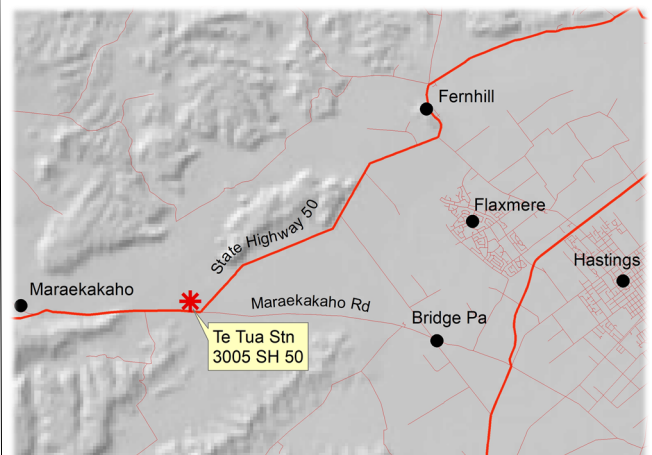 Fernhill
Flaxmere
State Highway 50
Hastings
Maraekakaho
Maraekakaho Rd
Bridge Pa
Te Tua Stn
3005 SH 50